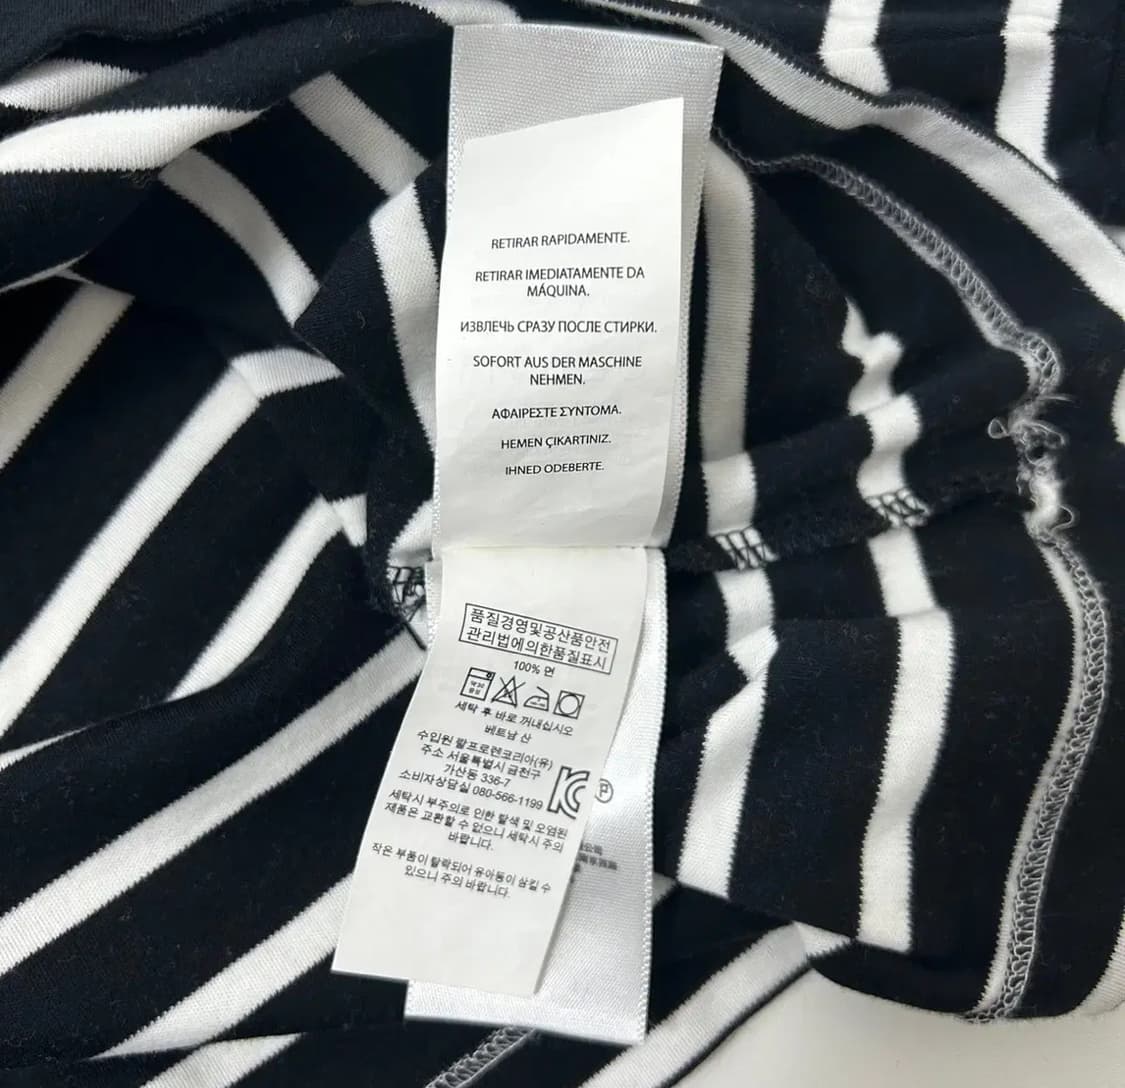 RETIRAR RAPIDAMENTE.
RETIRAR IMEDIATAMENTE DA
MÁQUINA.
ИЗВЛЕЧЬ СРАЗУ ПОСЛЕ СТИРКИ.
SOFORT AUS DER MASCHINE
NEHMEN.
ΑΦΑΙΡΕΣΤΕ ΣΥΝΤΟΜΑ.
HEMEN ÇIKARTINIZ.
IHNED ODEBERTE.
품질경영및공산품안전
관리법에의한품질표시
100% 면
세탁 후 바로 꺼내십시오
베트남 산
수입원 랄프로렌코리아(유)
주소 서울특별시 금천구
가산동 336-7
소비자상담실 080-566-1199
세탁시 부주의로 인한 탈색 및 오염된
제품은 교환할 수 없으니 세탁시 주의
바랍니다.
작은 부품이 탈락되어 유아동이 삼킬 수
있으니 주의 바랍니다.
KC
P